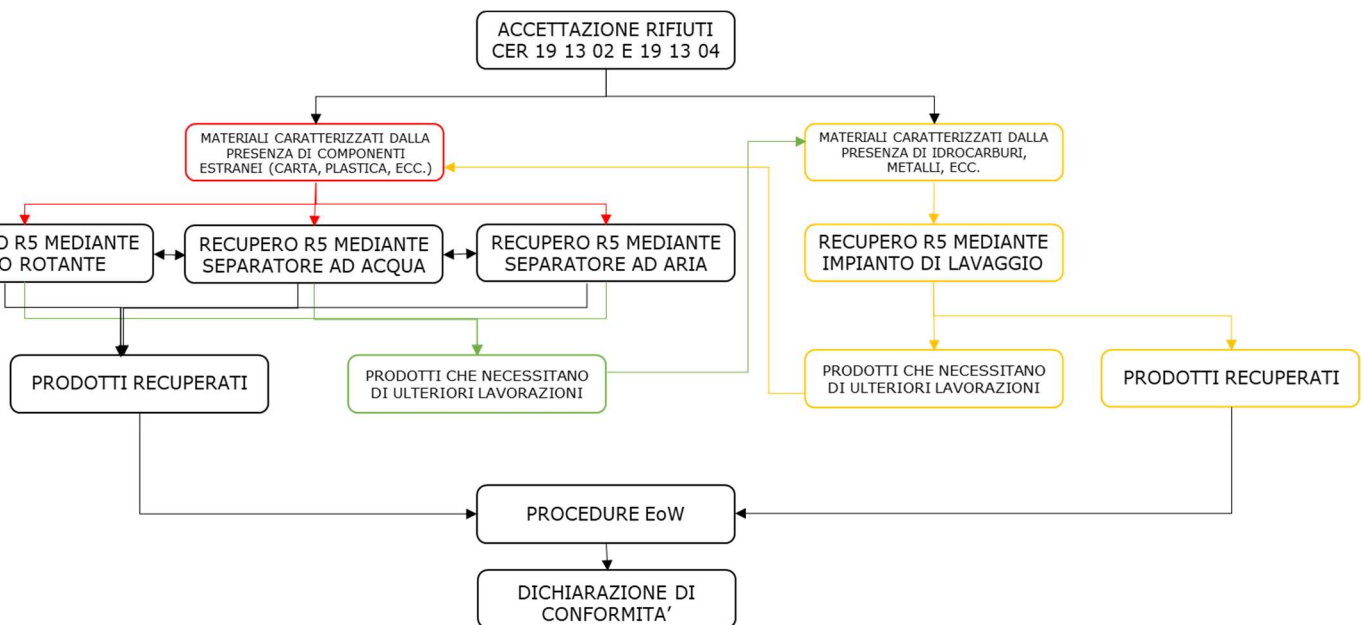 ACCETTAZIONE RIFIUTI
CER 19 13 02 E 19 13 04
MATERIALI CARATTERIZZATI DALLA
PRESENZA DI COMPONENTI
ESTRANEI (CARTA, PLASTICA, ECC.)
MATERIALI CARATTERIZZATI DALLA
PRESENZA DI IDROCARBURI,
METALLI, ECC.
O R5 MEDIANTE
O ROTANTE
RECUPERO R5 MEDIANTE
SEPARATORE AD ACQUA
RECUPERO R5 MEDIANTE
SEPARATORE AD ARIA
RECUPERO R5 MEDIANTE
IMPIANTO DI LAVAGGIO
PRODOTTI RECUPERATI
PRODOTTI CHE NECESSITANO
DI ULTERIORI LAVORAZIONI
PRODOTTI CHE NECESSITANO
DI ULTERIORI LAVORAZIONI
PRODOTTI RECUPERATI
PROCEDURE EoW
DICHIARAZIONE DI
CONFORMITA’